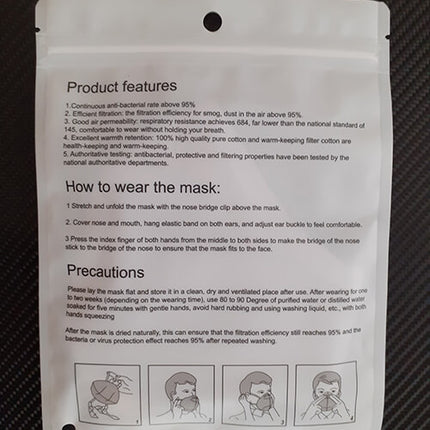 Product features
1.Continuous anti-bacterial rate above 95%
2. Efficient filtration: the filtration efficiency for smog, dust in the air above 95%.
3. Good air permeability: respiratory resistance achieves 684, far lower than the national standard of
145, comfortable to wear without holding your breath.
4. Excellent warmth retention: 100% high quality pure cotton and warm-keeping filter cotton are
health-keeping and warm-keeping.
5. Authoritative testing: antibacterial, protective and filtering properties have been tested by the
national authoritative departments.
How to wear the mask:
1 Stretch and unfold the mask with the nose bridge clip above the mask.
2. Cover nose and mouth, hang elastic band on both ears, and adjust ear buckle to feel comfortable.
3 Press the index finger of both hands from the middle to both sides to make the bridge of the nose
stick to the bridge of the nose to ensure that the mask fits to the face.
Precautions
Please lay the mask flat and store it in a clean, dry and ventilated place after use. After wearing for one
to two weeks (depending on the wearing time), use 80 to 90 Degree of purified water or distilled water
soaked for five minutes with gentle hands, avoid hard rubbing and using washing liquid, etc., with both
hands squeezing
After the mask is dried naturally, this can ensure that the filtration efficiency still reaches 95% and the
bacteria or virus protection effect reaches 95% after repeated washing.
1 2 3 4